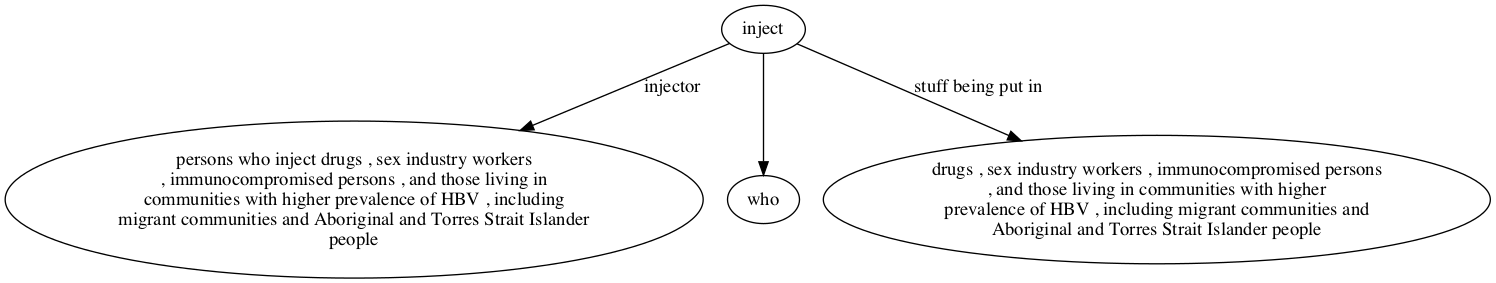 inject
injector
stuff being put in
persons who inject drugs , sex industry workers
, immunocompromised persons , and those living in
communities with higher prevalence of HBV , including
migrant communities and Aboriginal and Torres Strait Islander
people
who
drugs , sex industry workers , immunocompromised persons
, and those living in communities with higher
prevalence of HBV , including migrant communities and
Aboriginal and Torres Strait Islander people